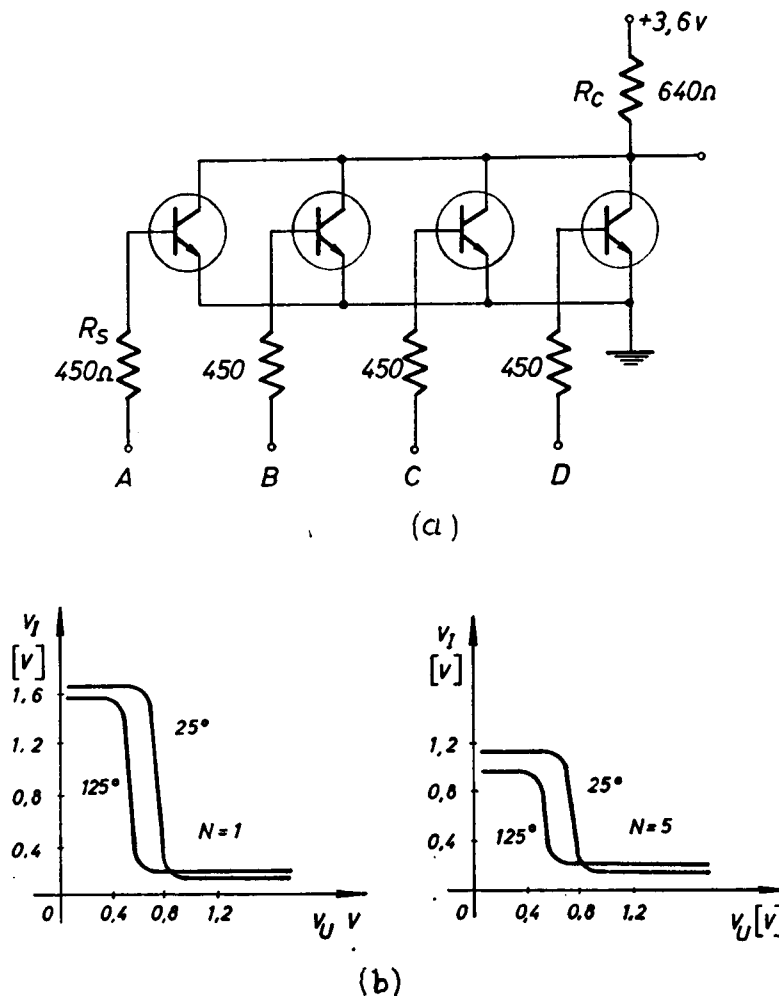 +3,6v
R_C 640Ω
R_S
450Ω 450 450 450
A B C D
(a)
V_I
[V]
1,6
1,2
0,8
0,4
0
25°
125°
N=1
0,4 0,8 1,2
V_U V
V_I
[V]
1,2
0,8
0,4
0
25°
125°
N=5
0,4 0,8 1,2
V_U [V]
(b)